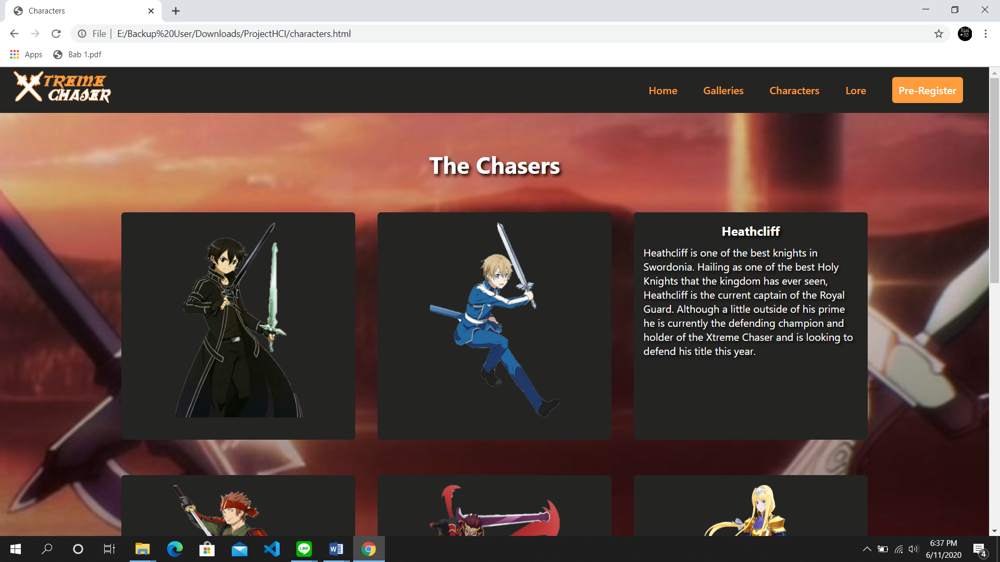 Characters
File | E:/Backup%20User/Downloads/ProjectHCI/characters.html
Riel
#30
Apps Bab 1.pdf
XTREME
CHASER
Home Galleries Characters Lore Pre-Register
The Chasers
Heathcliff
Heathcliff is one of the best knights in
Swordonia. Hailing as one of the best Holy
Knights that the kingdom has ever seen,
Heathcliff is the current captain of the Royal
Guard. Although a little outside of his prime
he is currently the defending champion and
holder of the Xtreme Chaser and is looking to
defend his title this year.
LINE
W
6:37 PM
6/11/2020
4